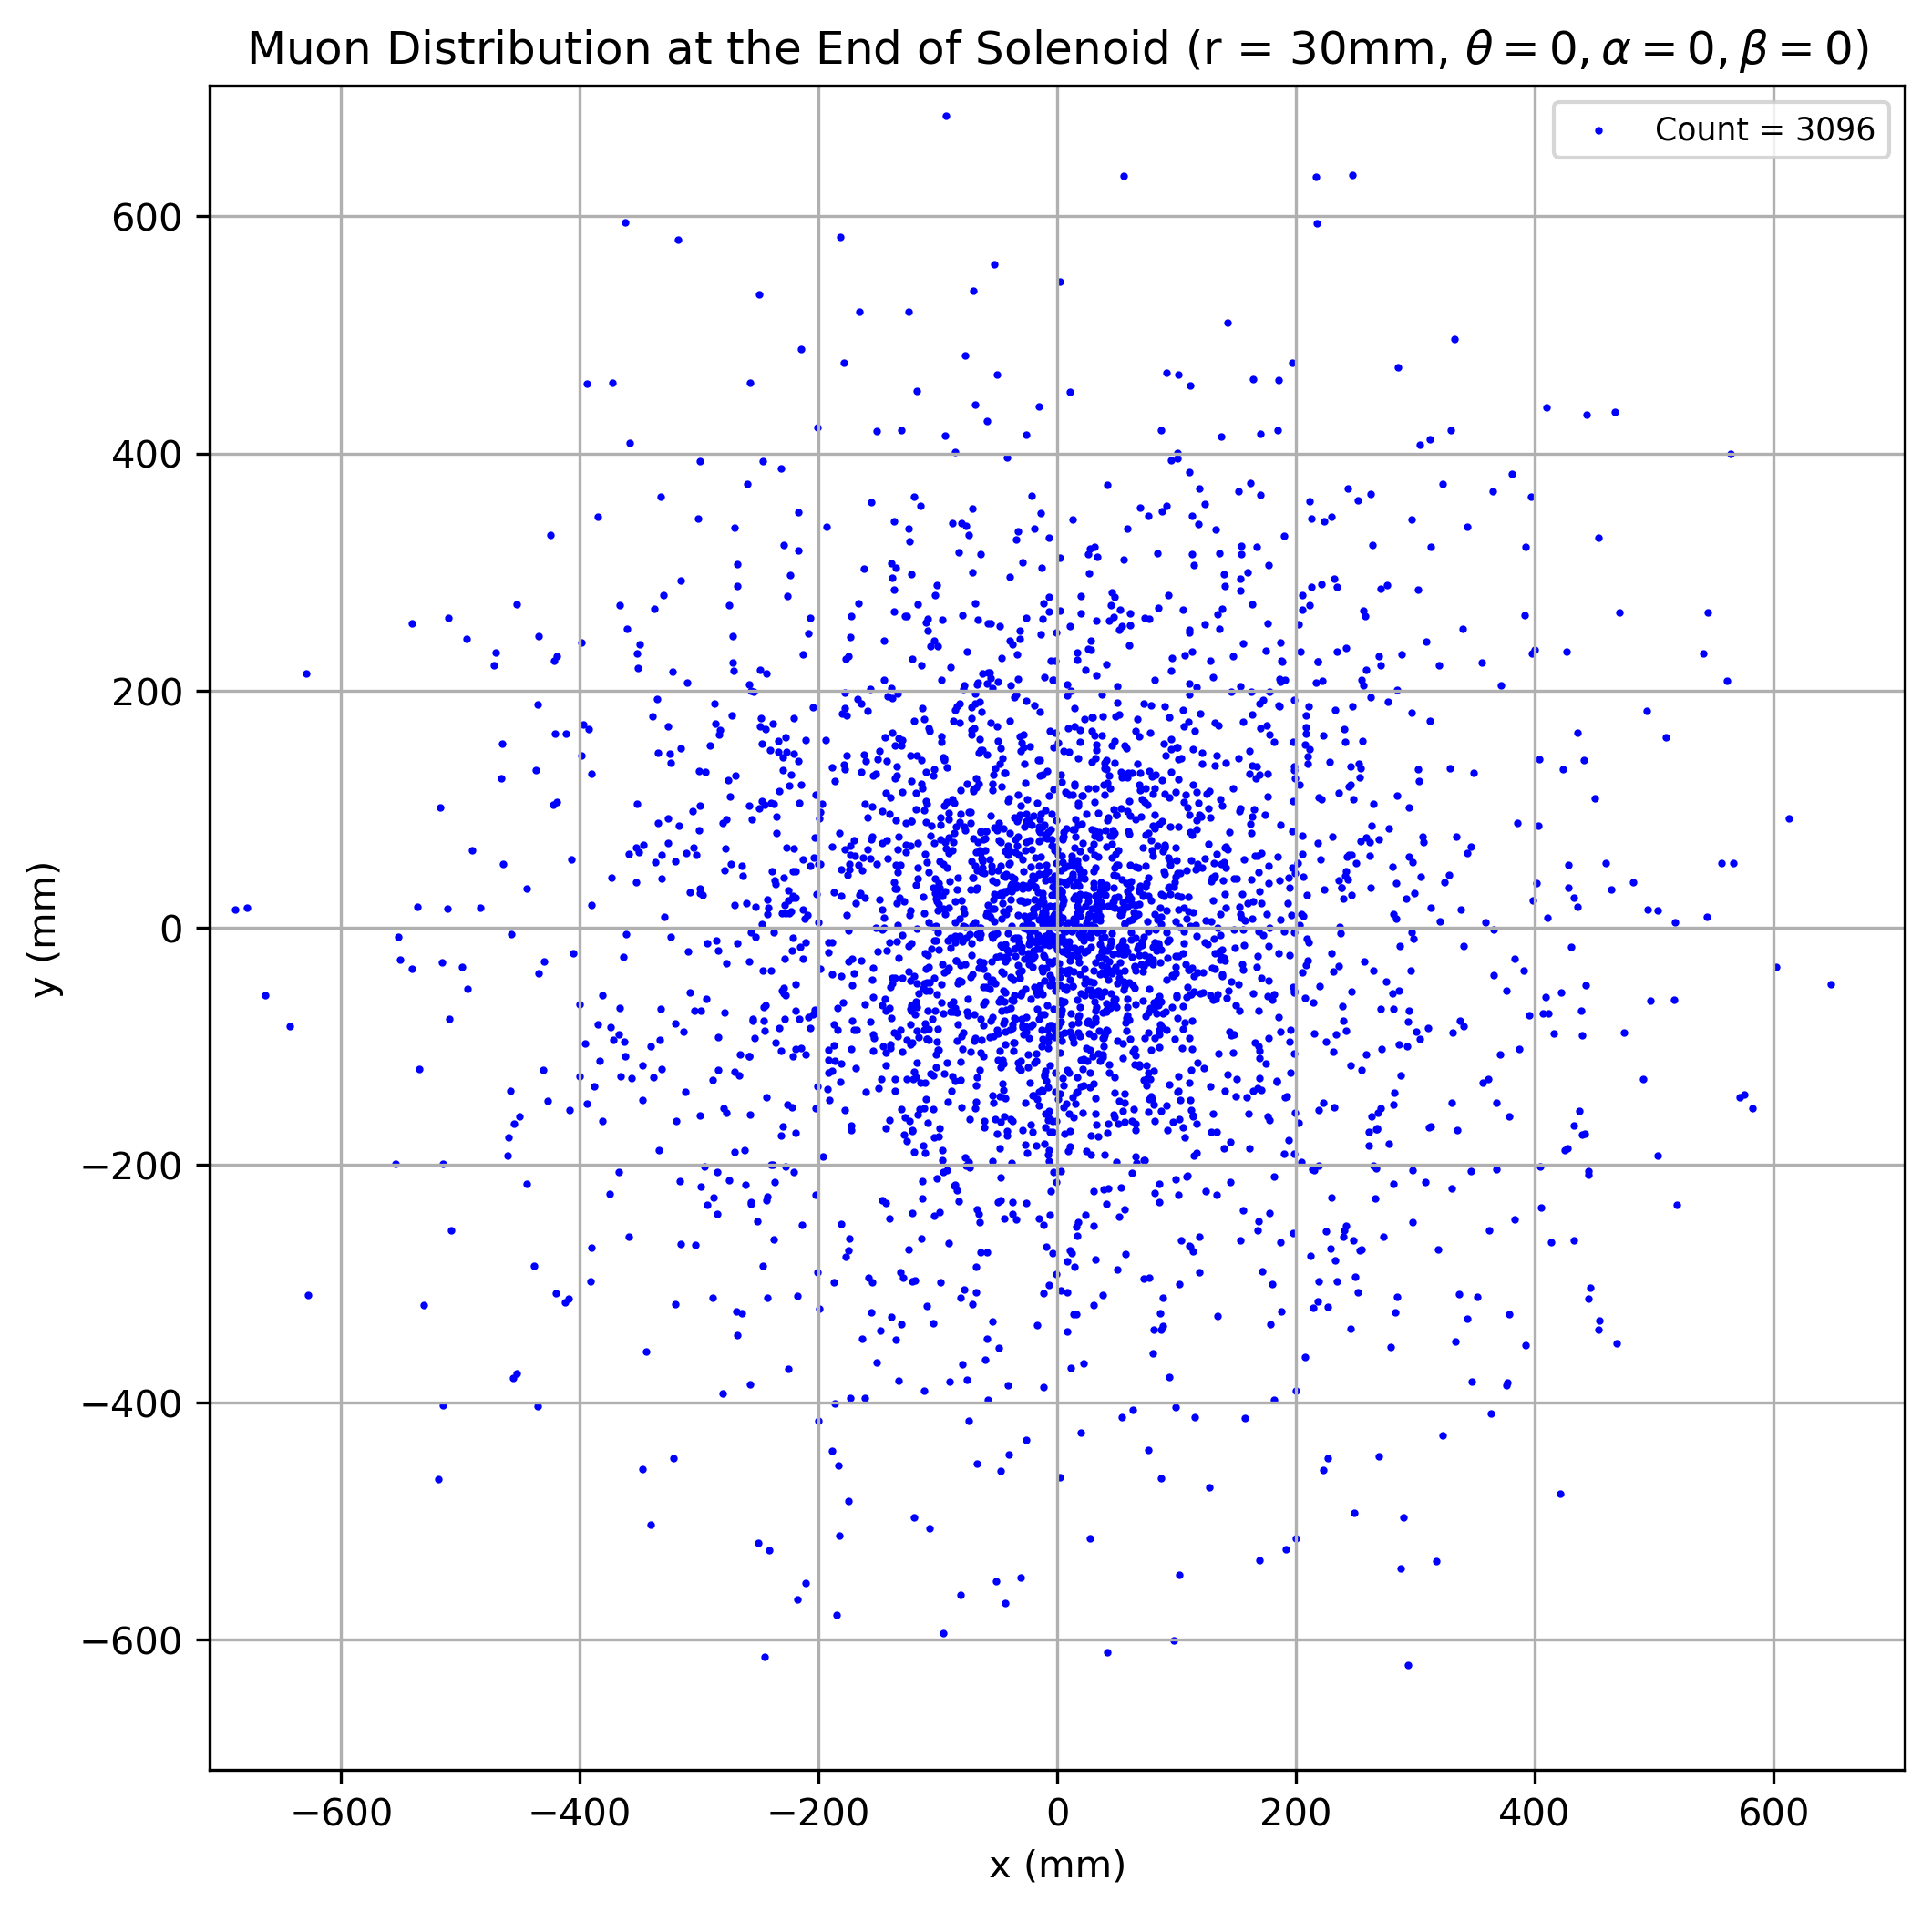 Muon Distribution at the End of Solenoid (r = 30mm, θ = 0, α = 0, β = 0)
Count = 3096
y (mm)
600
400
200
0
−200
−400
−600
−600 −400 −200 0 200 400 600
x (mm)